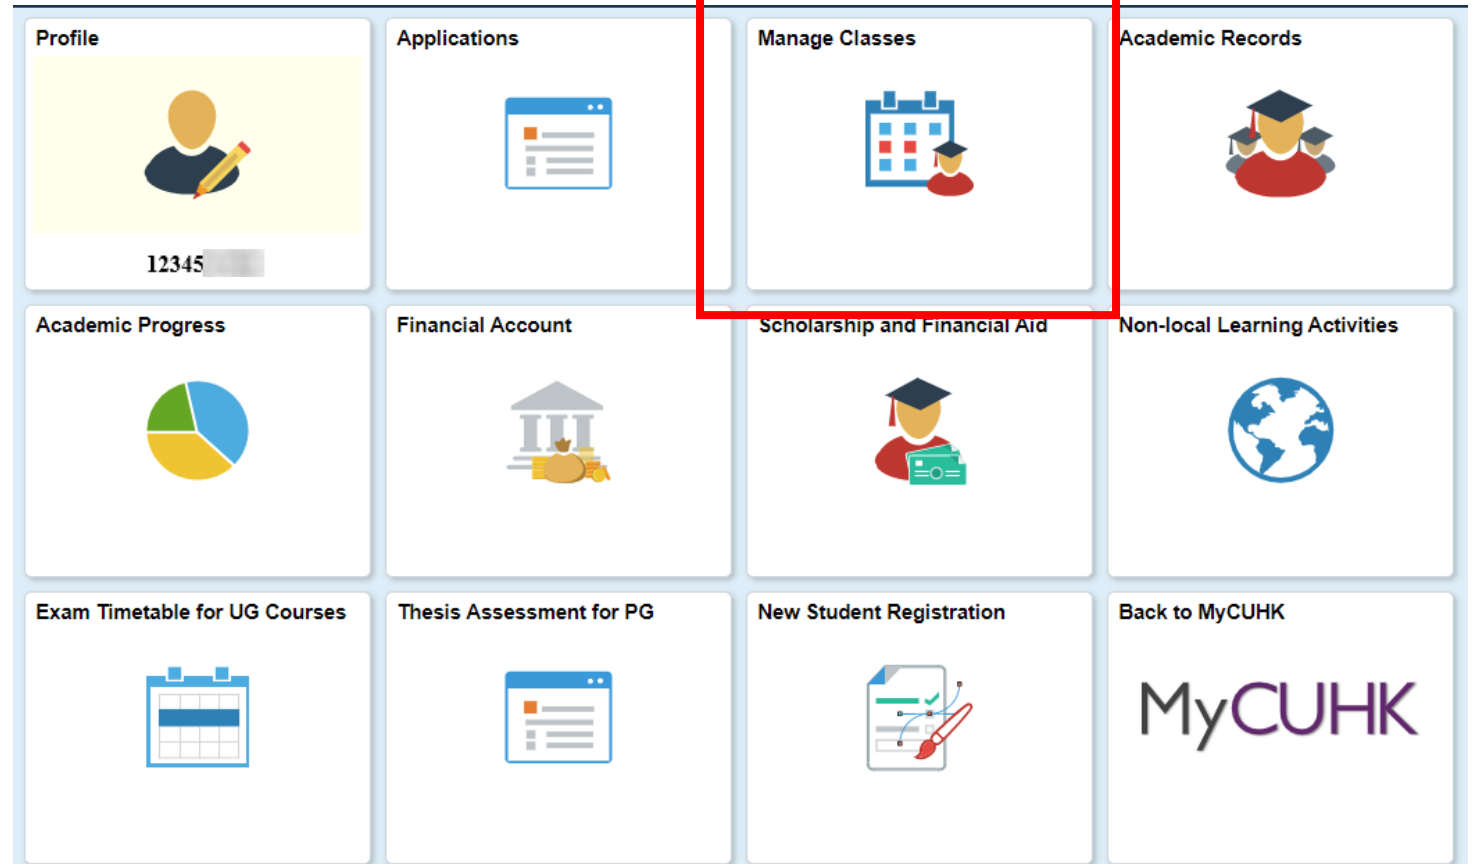 Profile
Applications
Manage Classes
Academic Records
12345
Academic Progress
Financial Account
Scholarship and Financial Aid
Non-local Learning Activities
Exam Timetable for UG Courses
Thesis Assessment for PG
New Student Registration
Back to MyCUHK
MyCUHK